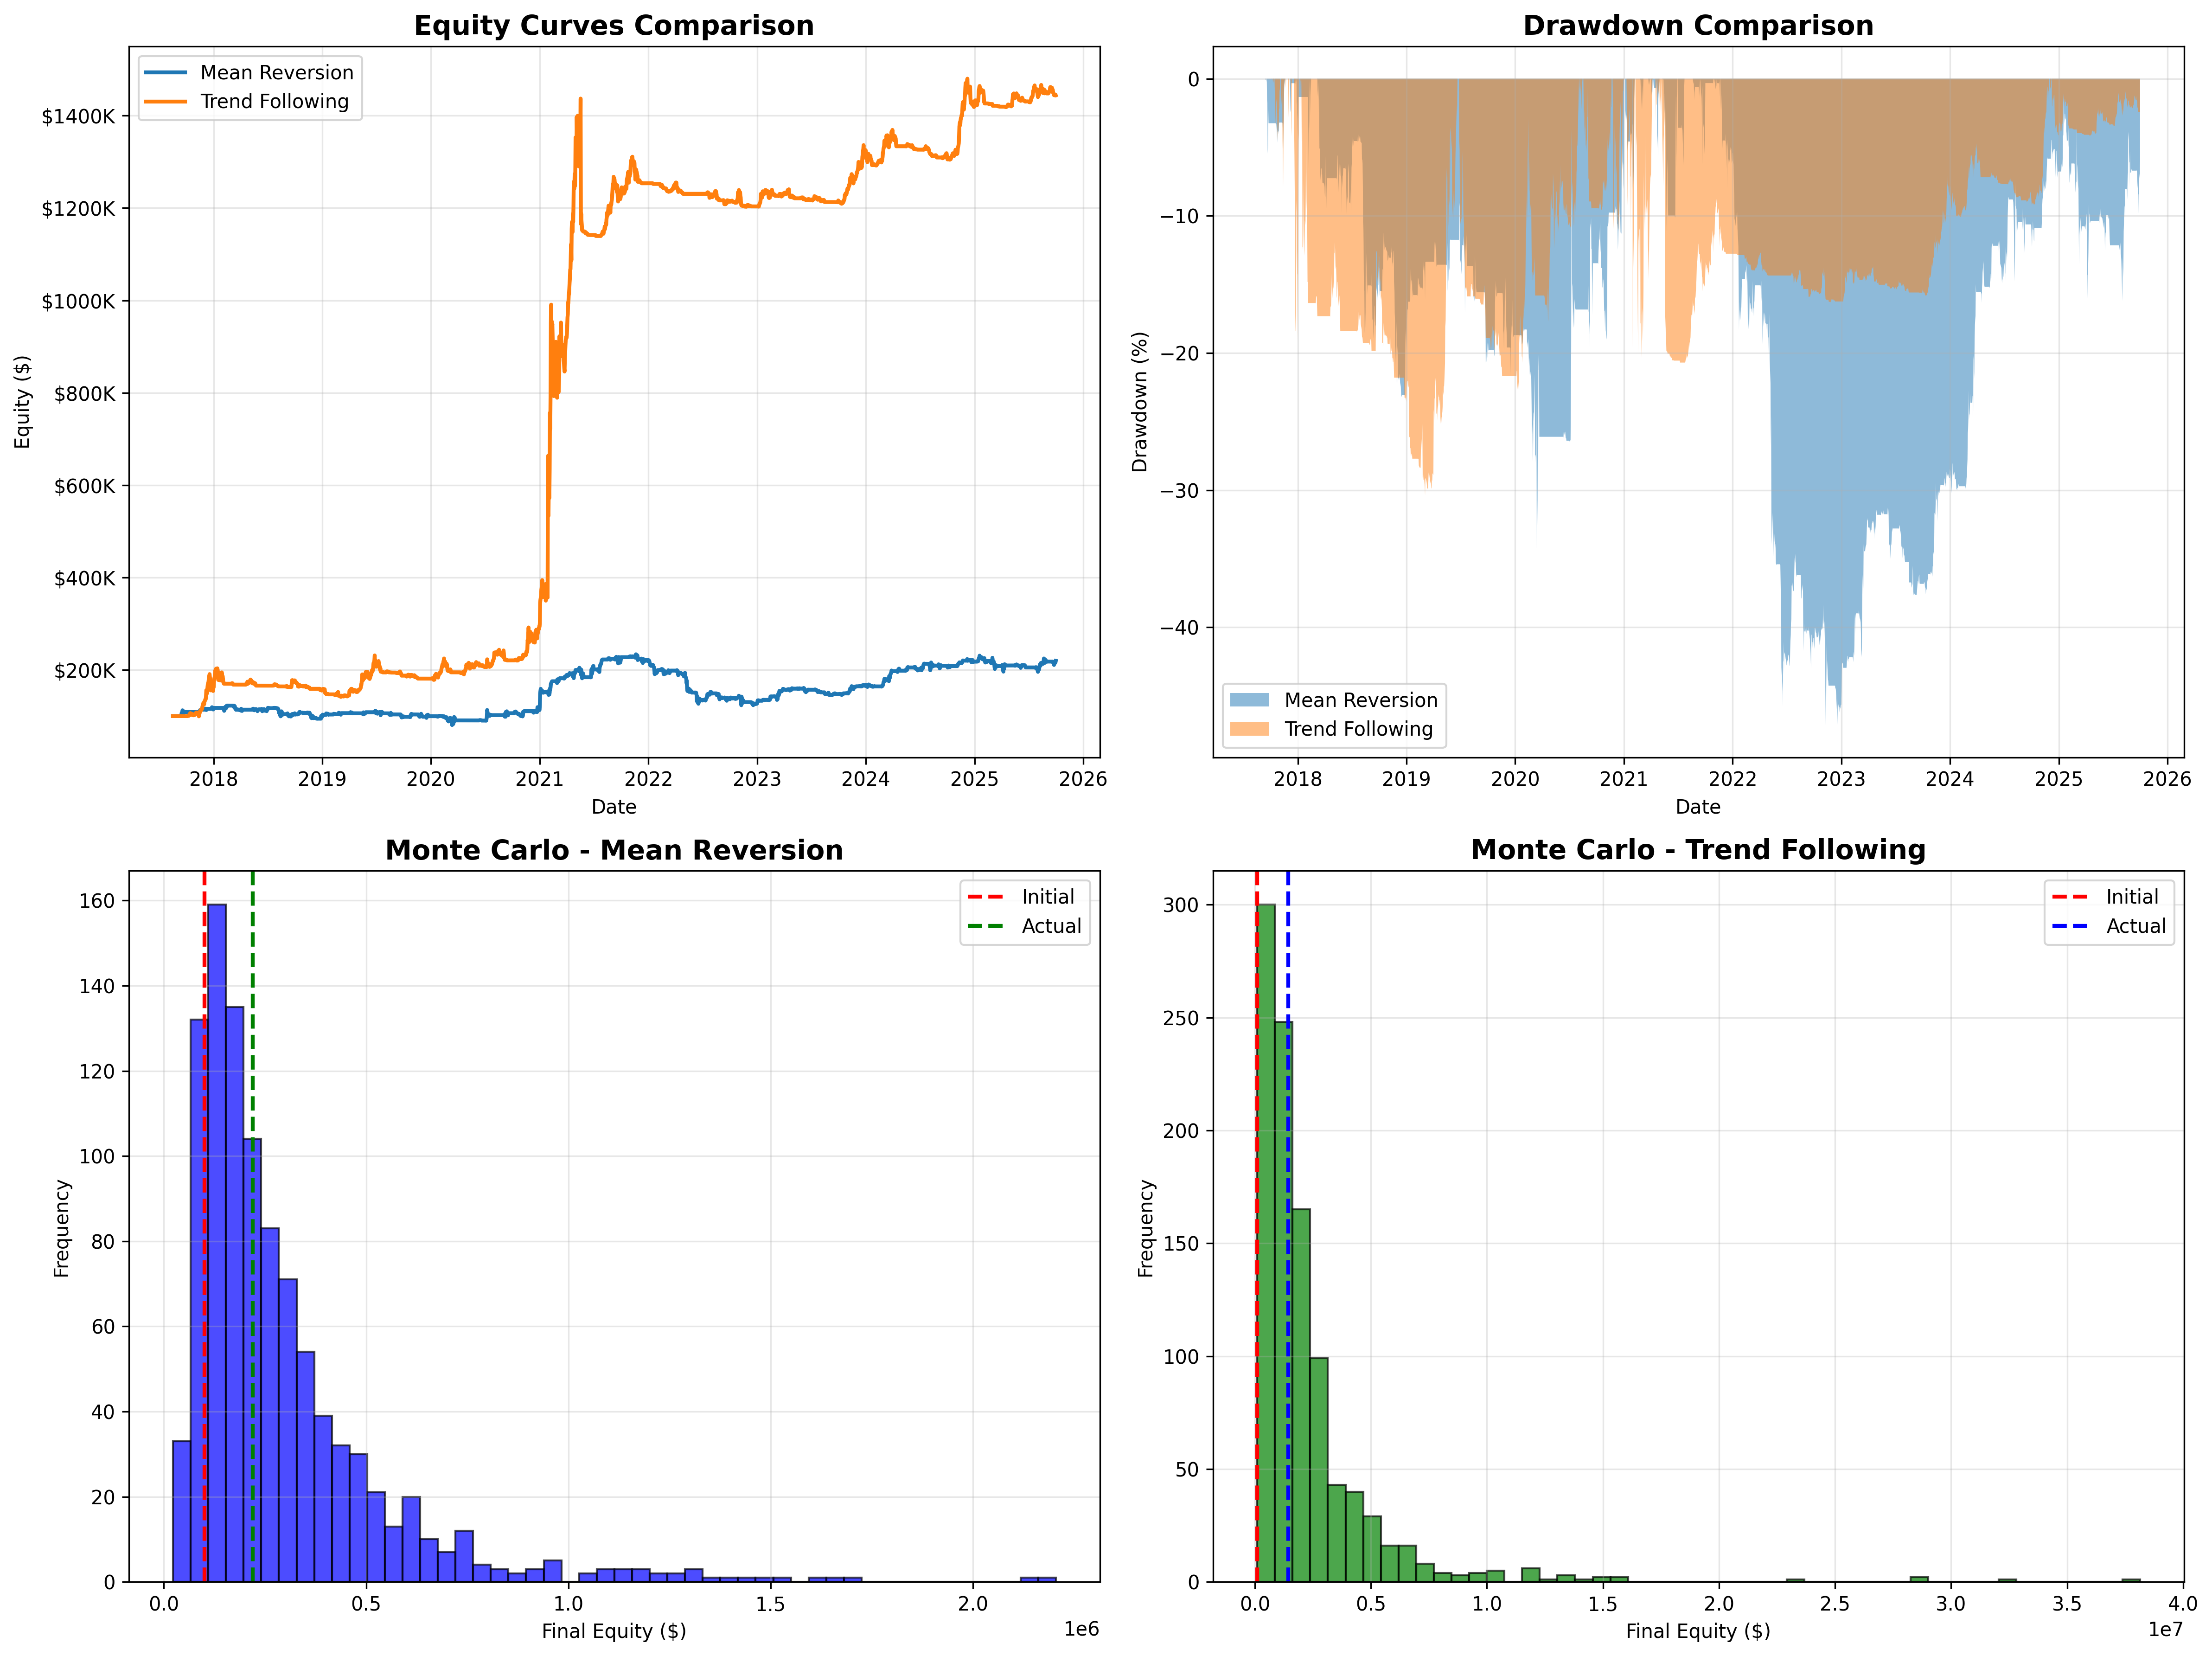 Equity Curves Comparison
Mean Reversion
Trend Following
$1400K
$1200K
$1000K
$800K
$600K
$400K
$200K
Equity ($)
2018 2019 2020 2021 2022 2023 2024 2025 2026
Date
Drawdown Comparison
0
−10
−20
−30
−40
Drawdown (%)
Mean Reversion
Trend Following
2018 2019 2020 2021 2022 2023 2024 2025 2026
Date
Monte Carlo - Mean Reversion
Initial
Actual
160
140
120
100
80
60
40
20
0
Frequency
0.0 0.5 1.0 1.5 2.0
1e6
Final Equity ($)
Monte Carlo - Trend Following
Initial
Actual
300
250
200
150
100
50
0
Frequency
0.0 0.5 1.0 1.5 2.0 2.5 3.0 3.5 4.0
1e7
Final Equity ($)